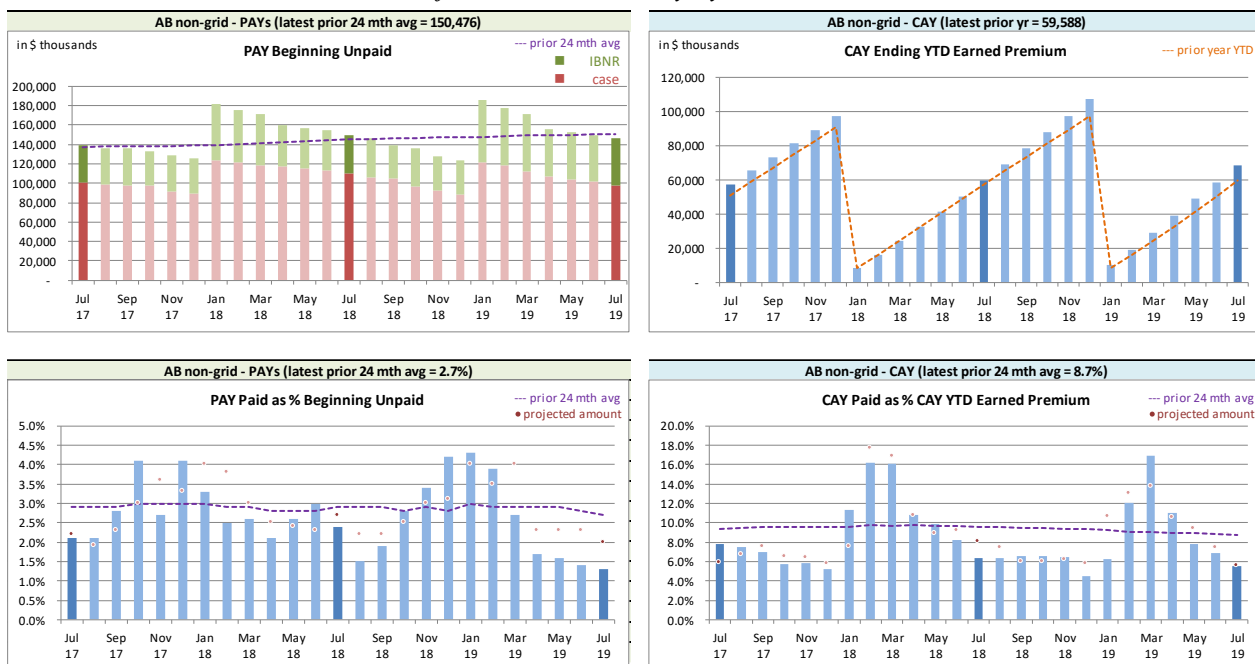 AB non-grid - PAYs (latest prior 24 mth avg = 150,476)
in $ thousands
PAY Beginning Unpaid
--- prior 24 mth avg
IBNR
case
200,000
180,000
160,000
140,000
120,000
100,000
80,000
60,000
40,000
20,000
-
Jul Sep Nov Jan Mar May Jul Sep Nov Jan Mar May Jul
17 17 17 18 18 18 18 18 18 19 19 19 19
AB non-grid - CAY (latest prior yr = 59,588)
in $ thousands
CAY Ending YTD Earned Premium
--- prior year YTD
120,000
100,000
80,000
60,000
40,000
20,000
-
Jul Sep Nov Jan Mar May Jul Sep Nov Jan Mar May Jul
17 17 17 18 18 18 18 18 18 19 19 19 19
AB non-grid - PAYs (latest prior 24 mth avg = 2.7%)
PAY Paid as % Beginning Unpaid
--- prior 24 mth avg
• projected amount
5.0%
4.5%
4.0%
3.5%
3.0%
2.5%
2.0%
1.5%
1.0%
0.5%
0.0%
Jul Sep Nov Jan Mar May Jul Sep Nov Jan Mar May Jul
17 17 17 18 18 18 18 18 18 19 19 19 19
AB non-grid - CAY (latest prior 24 mth avg = 8.7%)
CAY Paid as % CAY YTD Earned Premium
--- prior 24 mth avg
• projected amount
20.0%
18.0%
16.0%
14.0%
12.0%
10.0%
8.0%
6.0%
4.0%
2.0%
0.0%
Jul Sep Nov Jan Mar May Jul Sep Nov Jan Mar May Jul
17 17 17 18 18 18 18 18 18 19 19 19 19